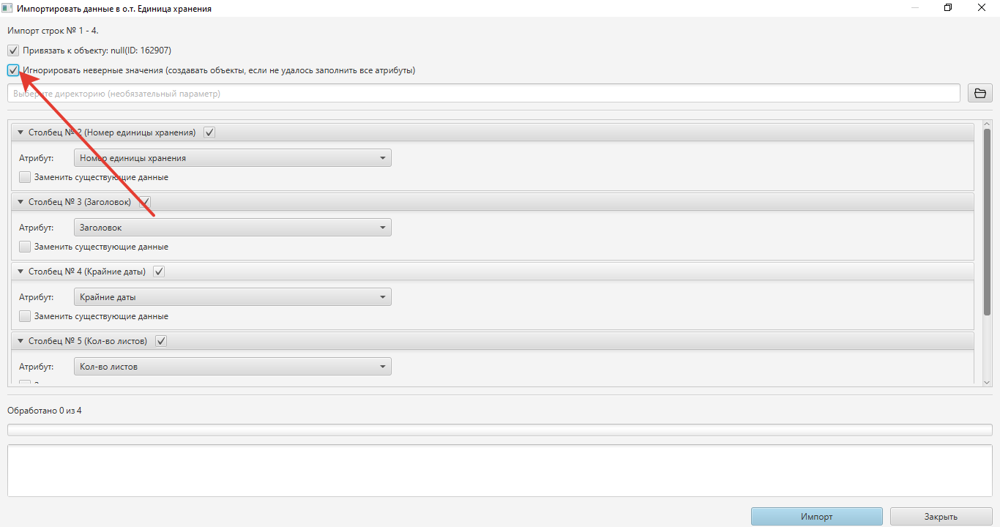 Импортировать данные в о.т. Единица хранения
Импорт строк № 1 - 4.
Привязать к объекту: null(ID: 162907)
Игнорировать неверные значения (создавать объекты, если не удалось заполнить все атрибуты)
Выберите директорию (необязательный параметр)
Столбец № 2 (Номер единицы хранения)
Атрибут: Номер единицы хранения
Заменить существующие данные
Столбец № 3 (Заголовок)
Атрибут: Заголовок
Заменить существующие данные
Столбец № 4 (Крайние даты)
Атрибут: Крайние даты
Заменить существующие данные
Столбец № 5 (Кол-во листов)
Атрибут: Кол-во листов
Обработано 0 из 4
Импорт Закрыть